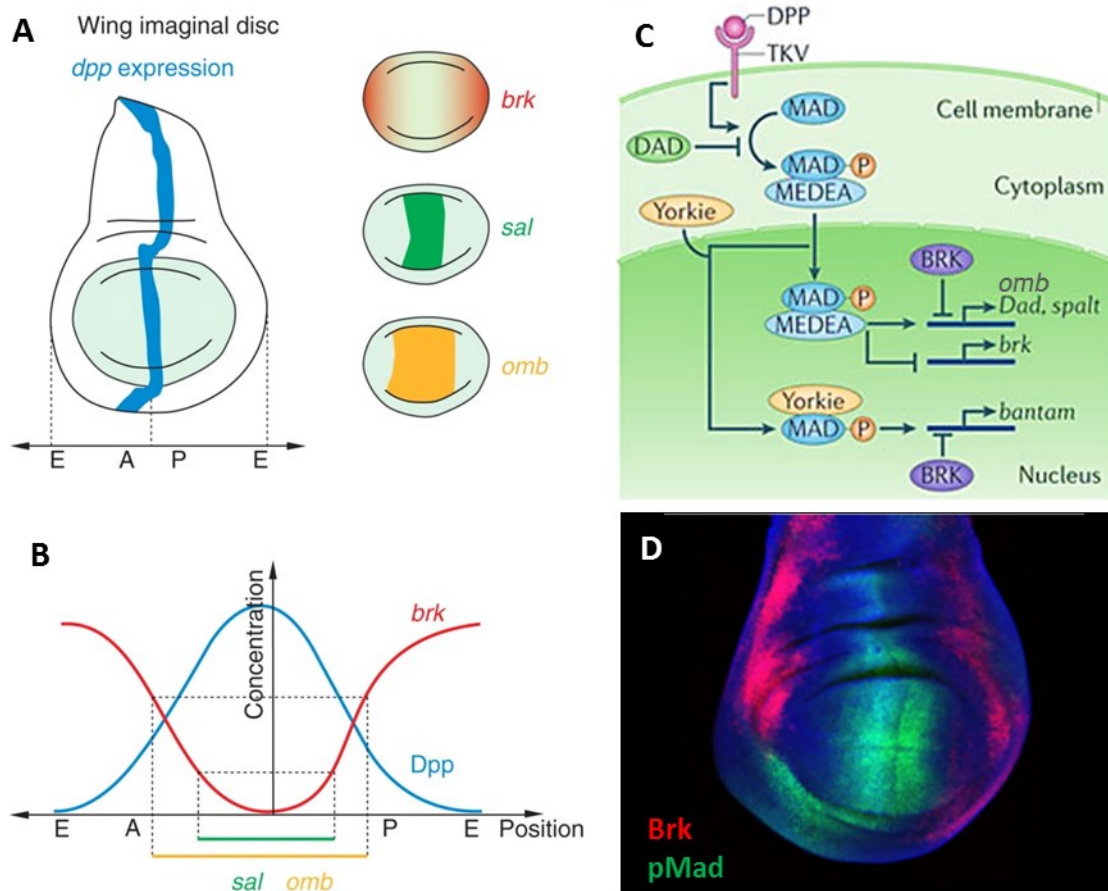 A
Wing imaginal disc
dpp expression
E A P E
brk
sal
omb
B
Concentration
brk
Dpp
E A P E Position
sal omb
C
DPP
TKV
MAD
Cell membrane
DAD
MAD P
MEDEA
Cytoplasm
Yorkie
BRK
omb
MAD P
Dad, spalt
MEDEA
brk
Yorkie
bantam
MAD P
BRK
Nucleus
D
Brk
pMad